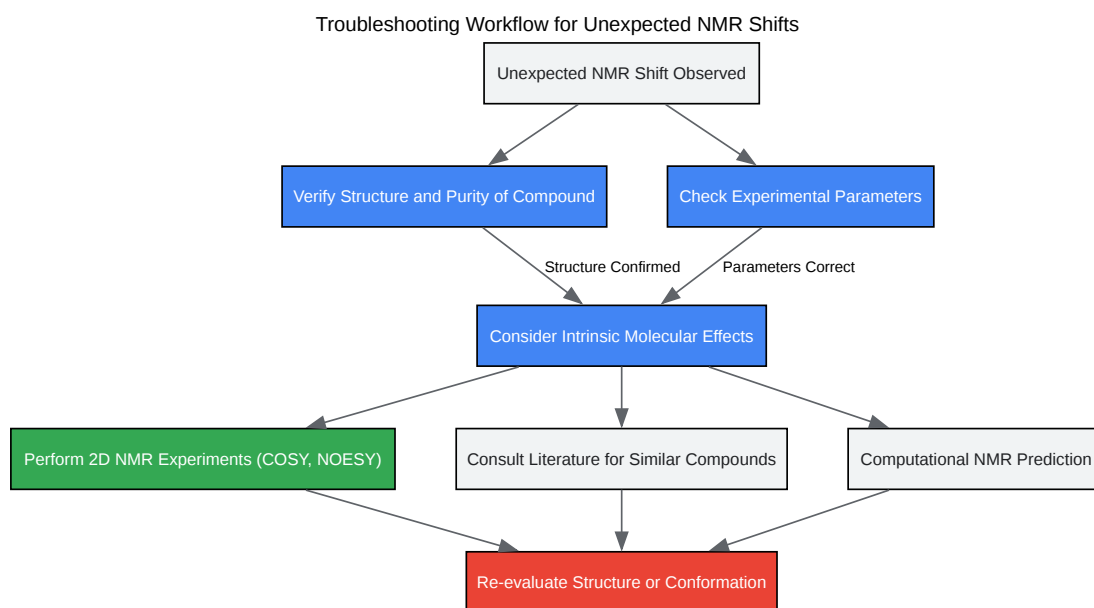 Troubleshooting Workflow for Unexpected NMR Shifts
Unexpected NMR Shift Observed
Verify Structure and Purity of Compound
Check Experimental Parameters
Structure Confirmed
Parameters Correct
Consider Intrinsic Molecular Effects
Perform 2D NMR Experiments (COSY, NOESY)
Consult Literature for Similar Compounds
Computational NMR Prediction
Re-evaluate Structure or Conformation